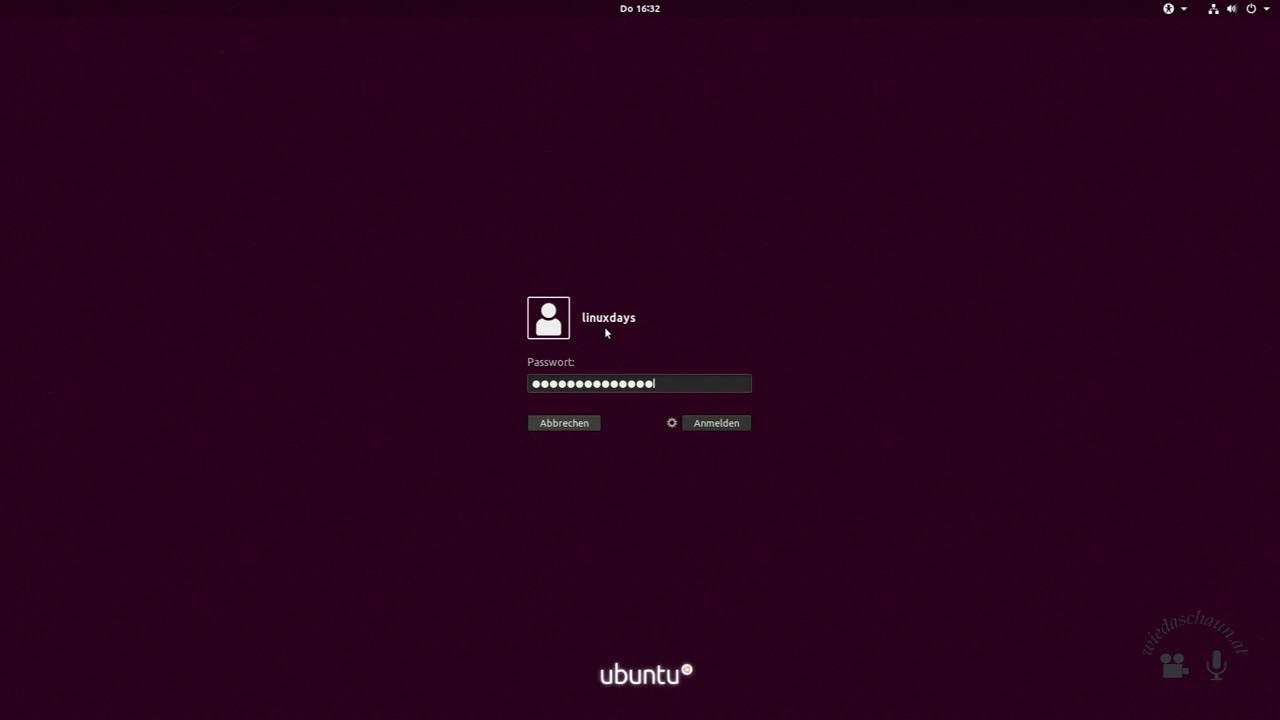 Do 16:32
linuxdays
Passwort:
Abbrechen
Anmelden
ubuntu
wiedaschaun.at